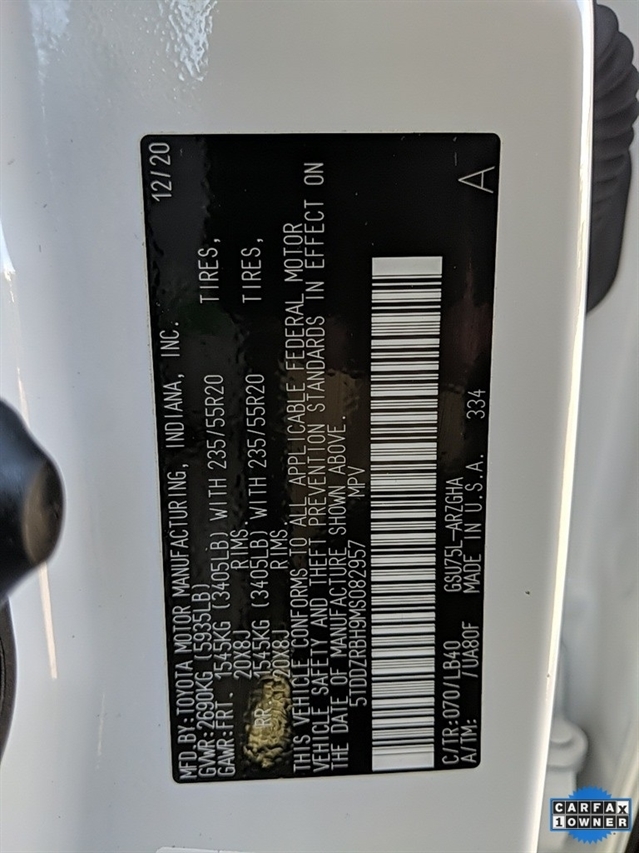 MFD.BY:TOYOTA MOTOR MANUFACTURING, INDIANA, INC. 12/20
GVWR:2690KG (5935LB)
GAWR:FRT. 1545KG (3405LB) WITH 235/55R20 TIRES,
20X8J RIMS.
RR. 1545KG (3405LB) WITH 235/55R20 TIRES,
20X8J RIMS.
THIS VEHICLE CONFORMS TO ALL APPLICABLE FEDERAL MOTOR
VEHICLE SAFETY AND THEFT PREVENTION STANDARDS IN EFFECT ON
THE DATE OF MANUFACTURE SHOWN ABOVE.
5TDDZRBH9MS082957 MPV
C/TR:070/LB40 GSU75L-ARZGHA
A/TM: /UA80F MADE IN U.S.A. 334 A
CARFAX
1 OWNER